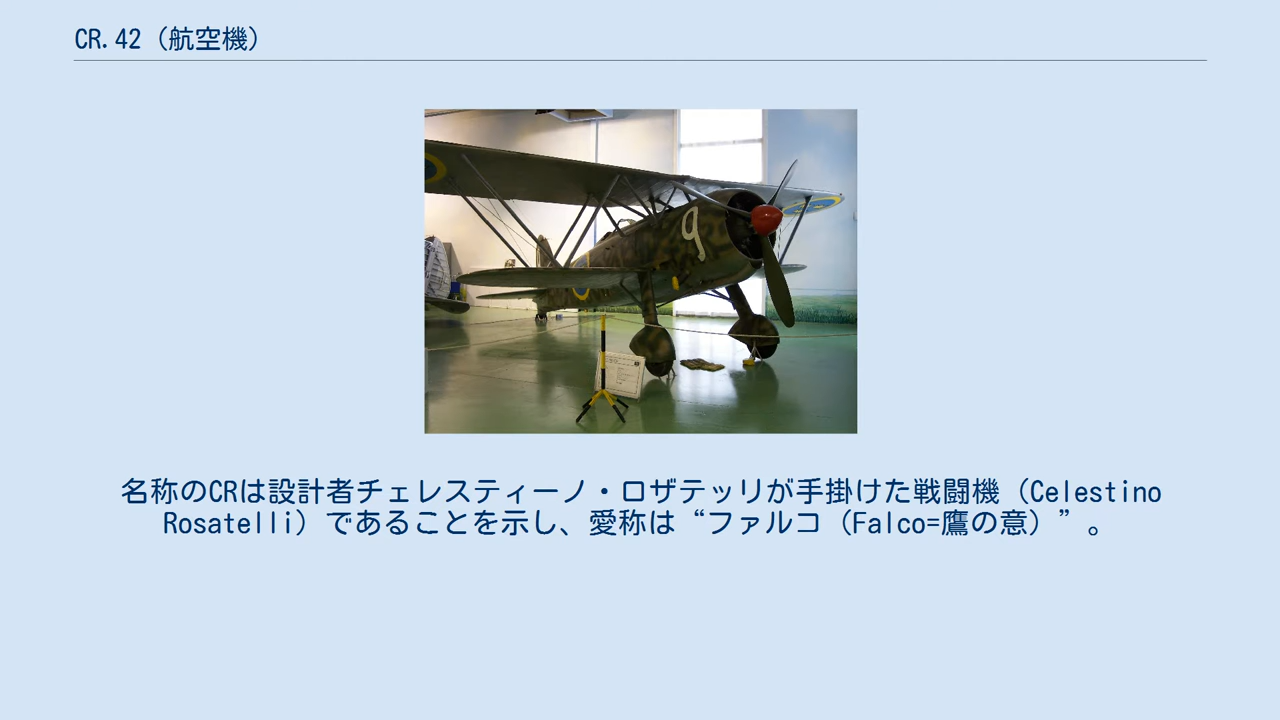 CR.42（航空機）
9
名称のCRは設計者チェレスティーノ・ロザテッリが手掛けた戦闘機（Celestino
Rosatelli）であることを示し、愛称は“ファルコ（Falco=鷹の意）”。